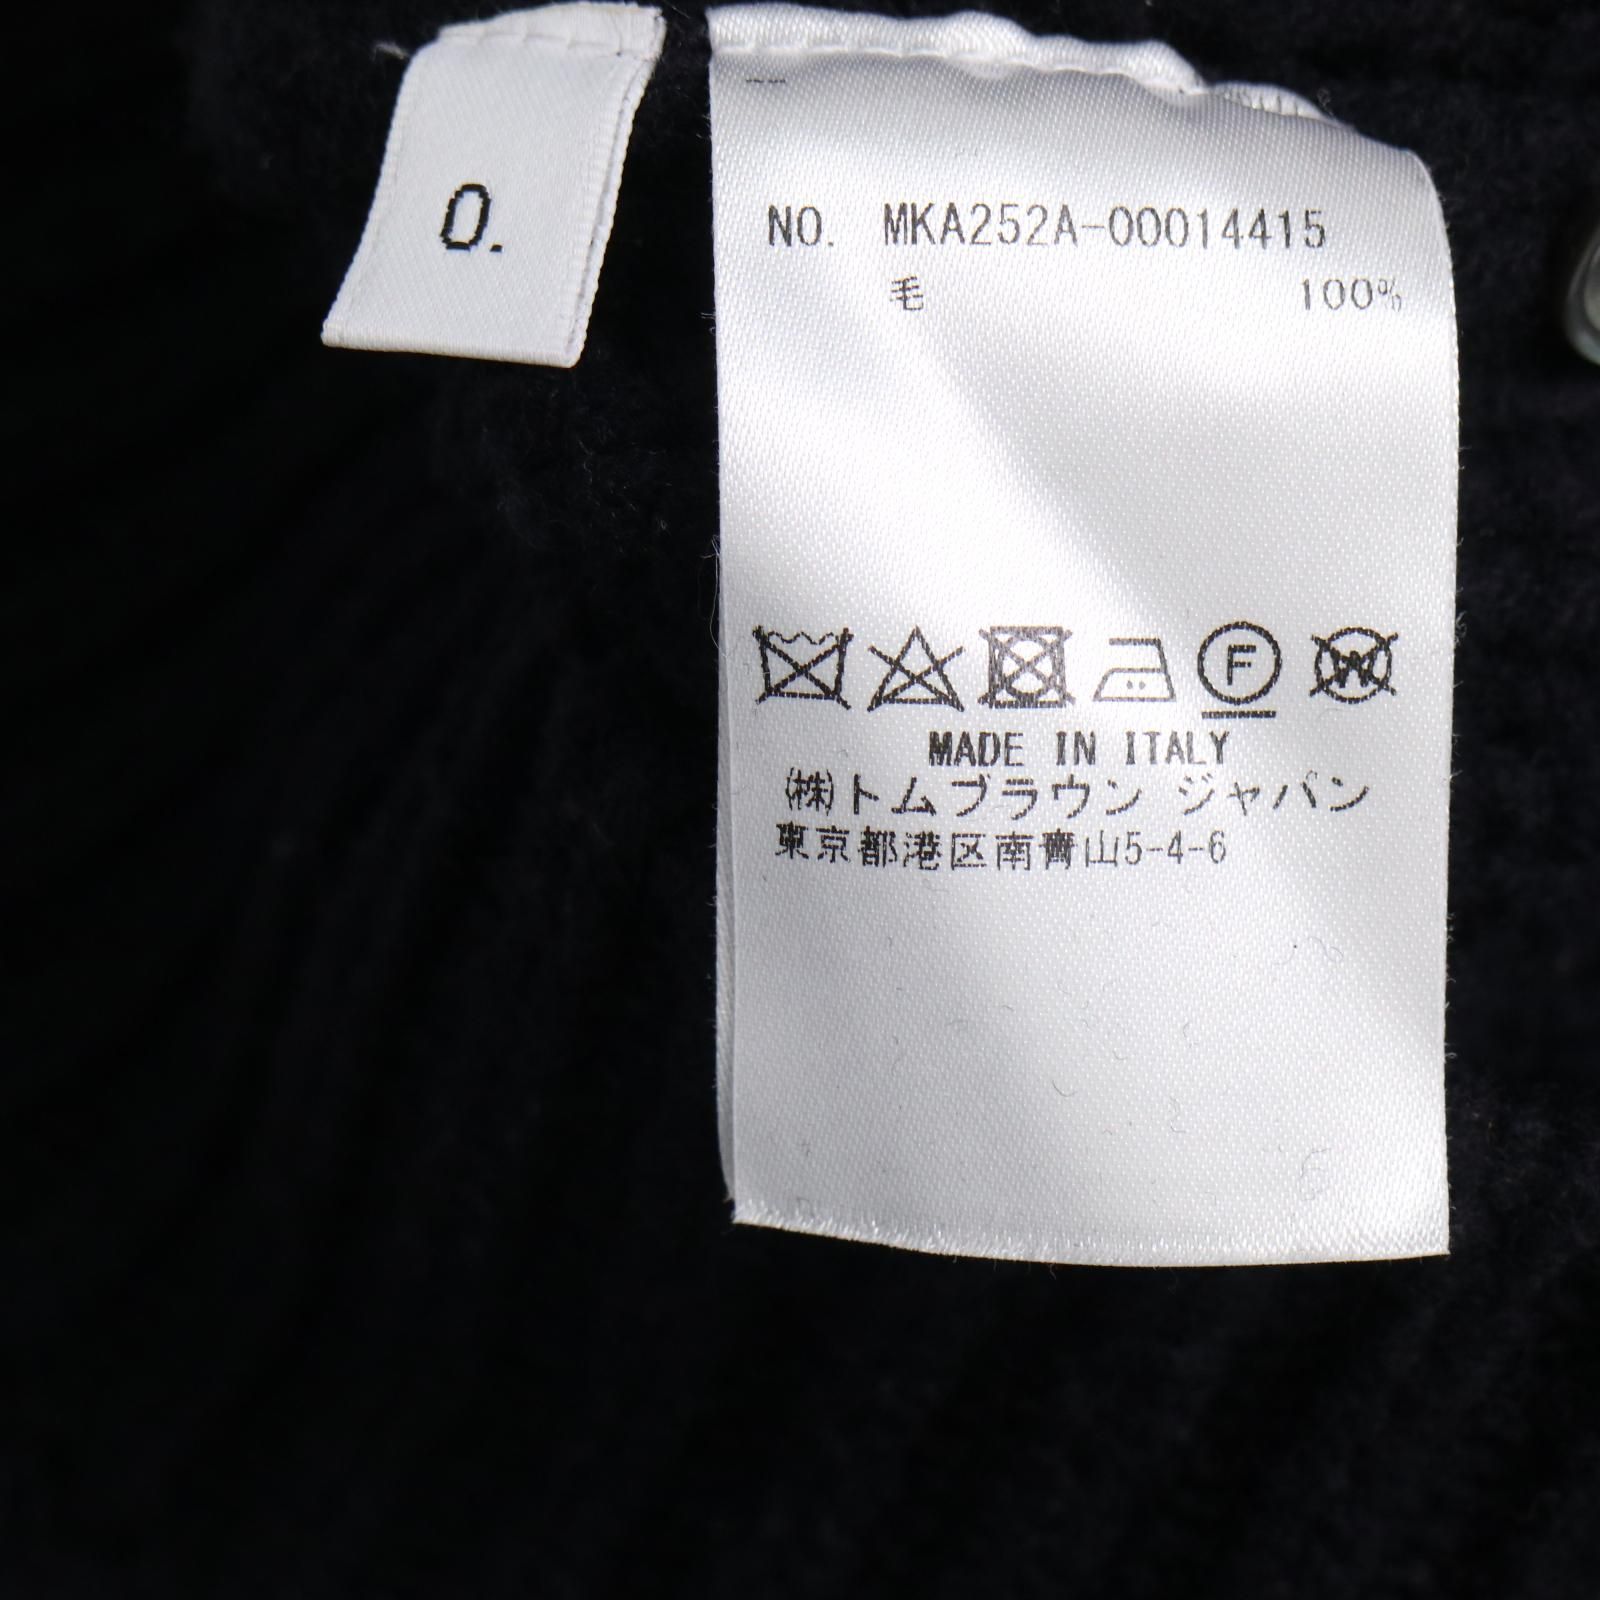 0.
NO. MKA252A-00014415
毛 100%
F W
MADE IN ITALY
㈱トムブラウン ジャパン
東京都港区南青山5-4-6